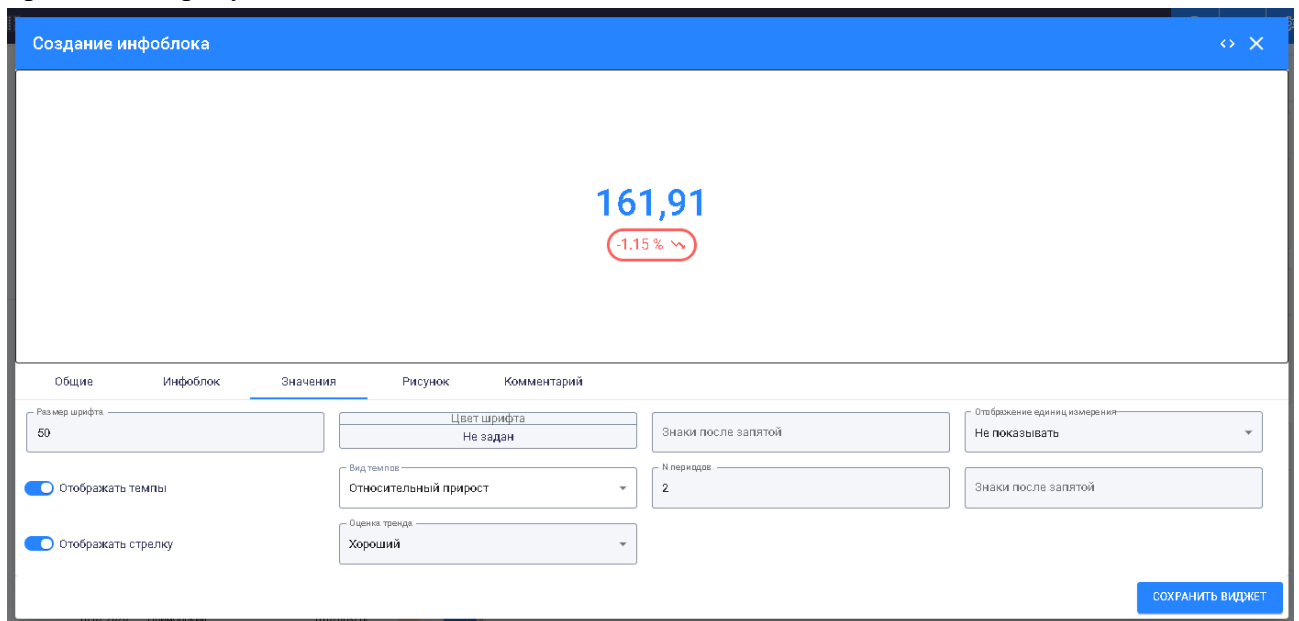 Создание инфоблока
161,91
-1.15 %
Общие Инфоблок Значения Рисунок Комментарий
Размер шрифта
50
Цвет шрифта
Не задан
Знаки после запятой
Отображение единиц измерения
Не показывать
Отображать темпы
Вид темпов
Относительный прирост
N периодов
2
Знаки после запятой
Отображать стрелку
Оценка тренда
Хороший
СОХРАНИТЬ ВИДЖЕТ